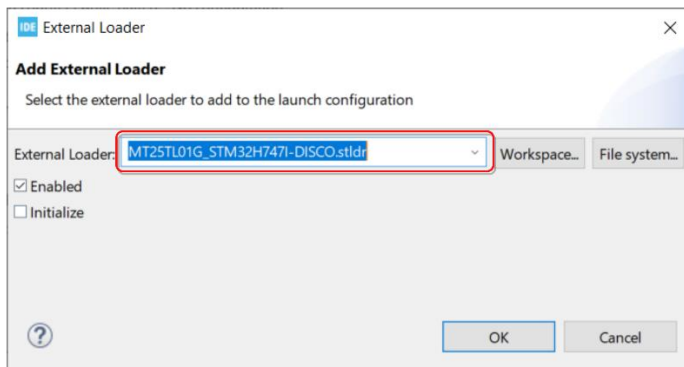 IDE External Loader
Add External Loader
Select the external loader to add to the launch configuration
External Loader: MT25TL01G_STM32H747I-DISCO.stldr Workspace... File system...
Enabled
Initialize
? OK Cancel